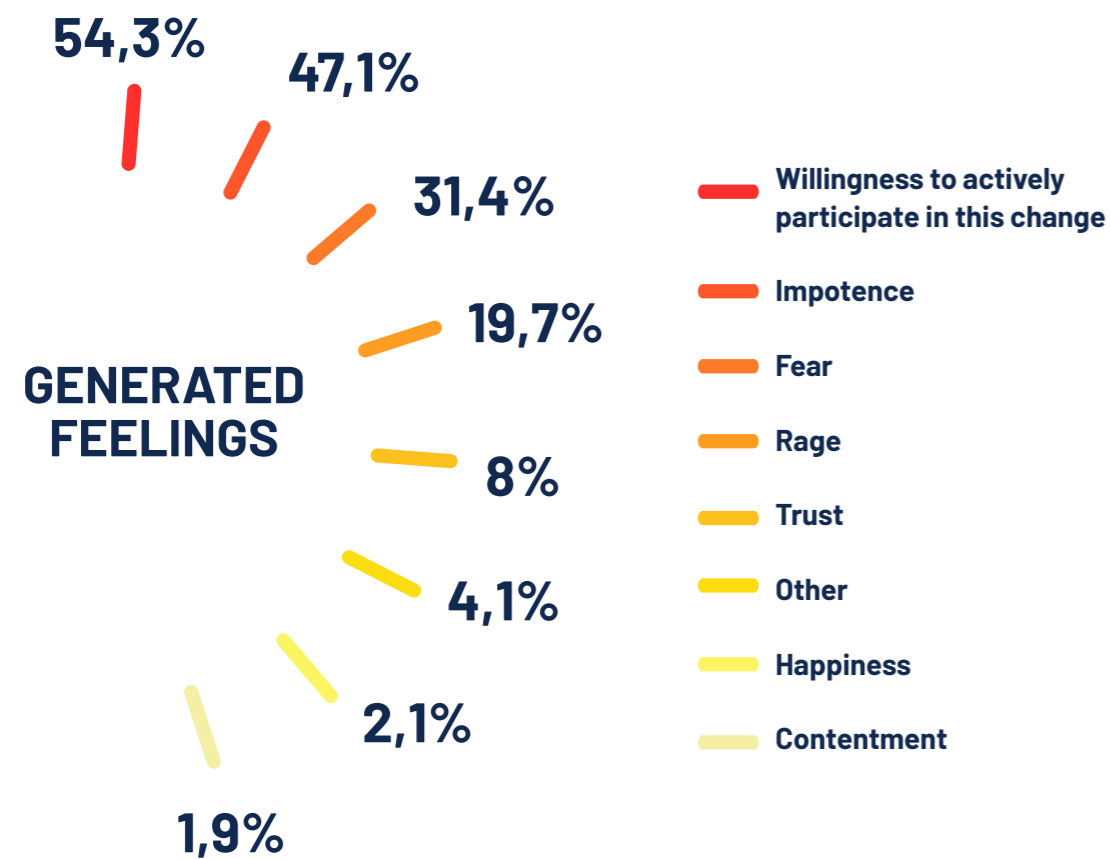 54,3%
47,1%
31,4%
19,7%
GENERATED
FEELINGS
8%
4,1%
2,1%
1,9%
Willingness to actively
participate in this change
Impotence
Fear
Rage
Trust
Other
Happiness
Contentment